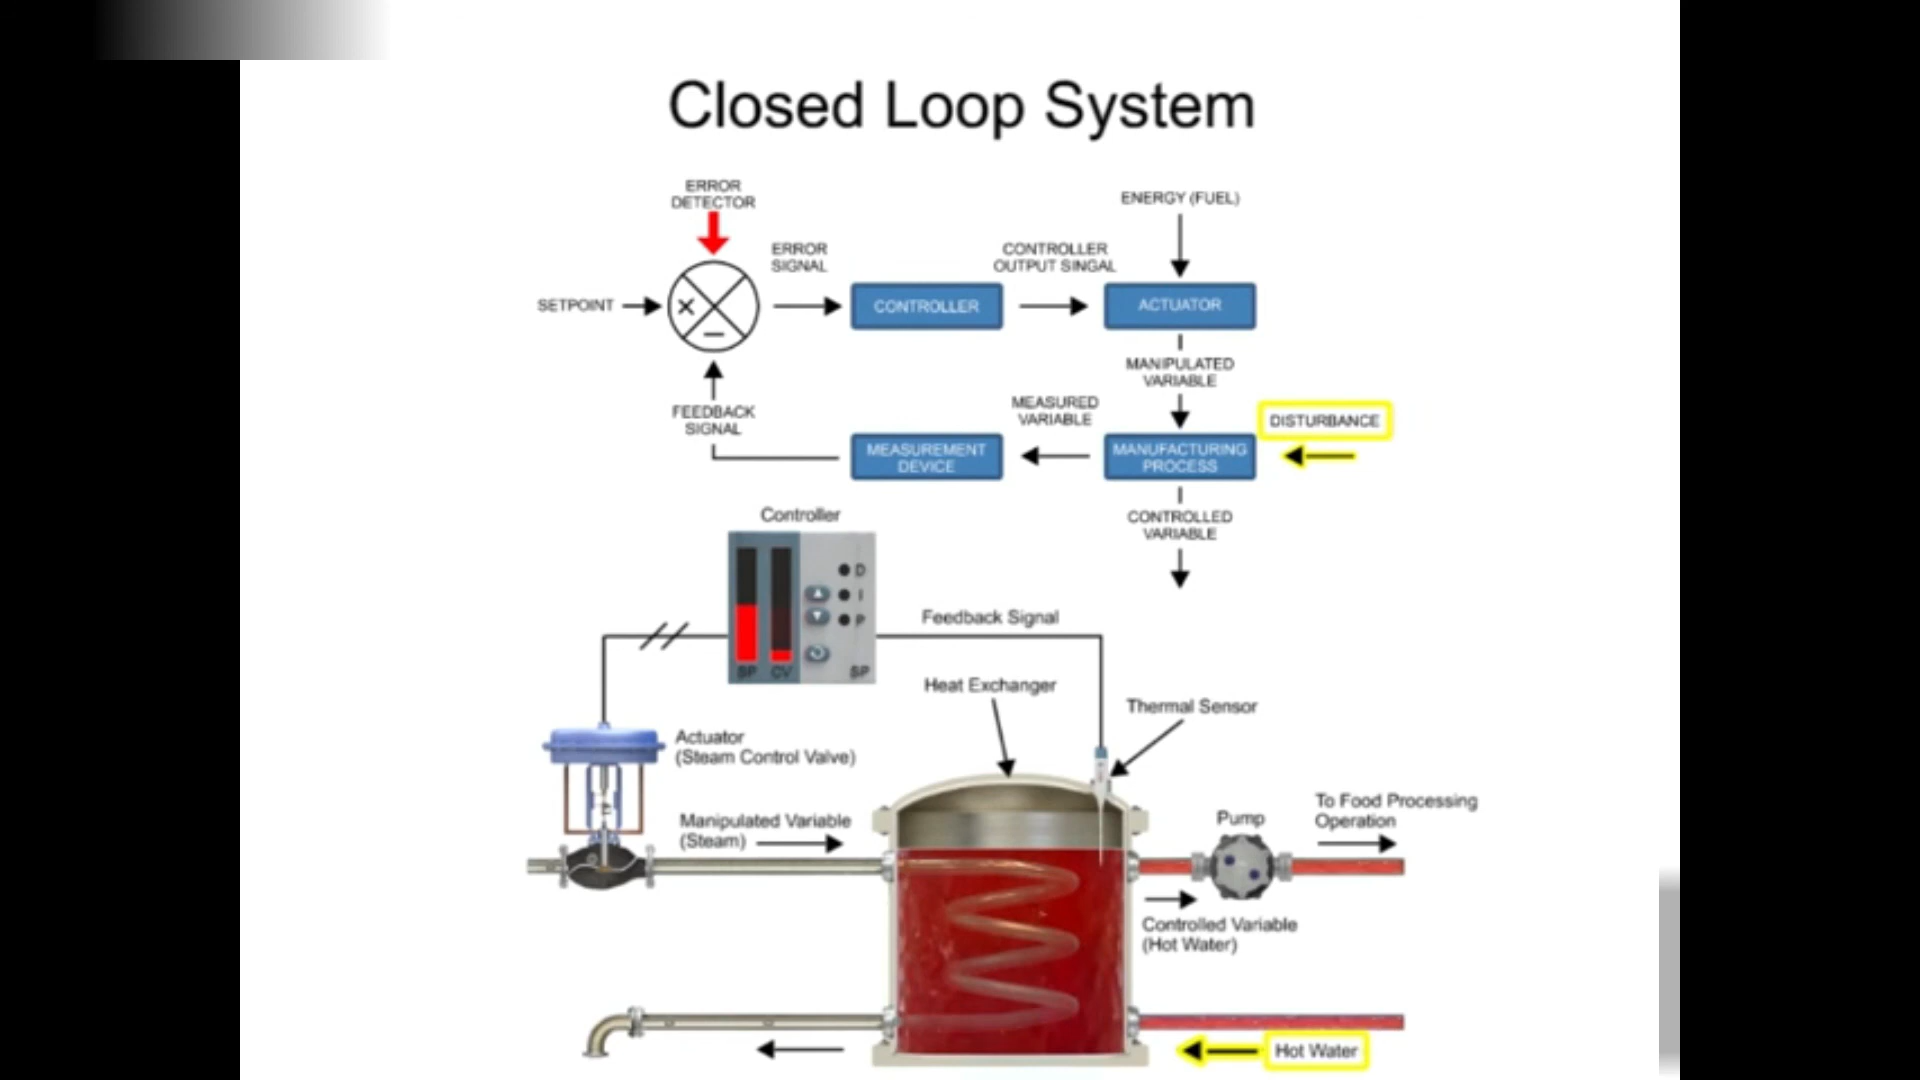 Closed Loop System
ERROR
DETECTOR
ENERGY (FUEL)
ERROR
SIGNAL
CONTROLLER
OUTPUT SINGAL
SETPOINT
×
CONTROLLER
ACTUATOR
–
MANIPULATED
VARIABLE
FEEDBACK
SIGNAL
MEASURED
VARIABLE
DISTURBANCE
MEASUREMENT
DEVICE
MANUFACTURING
PROCESS
CONTROLLED
VARIABLE
Controller
D
I
P
SP CV SP
Feedback Signal
Heat Exchanger
Thermal Sensor
Actuator
(Steam Control Valve)
Manipulated Variable
(Steam)
Pump
To Food Processing
Operation
Controlled Variable
(Hot Water)
Hot Water